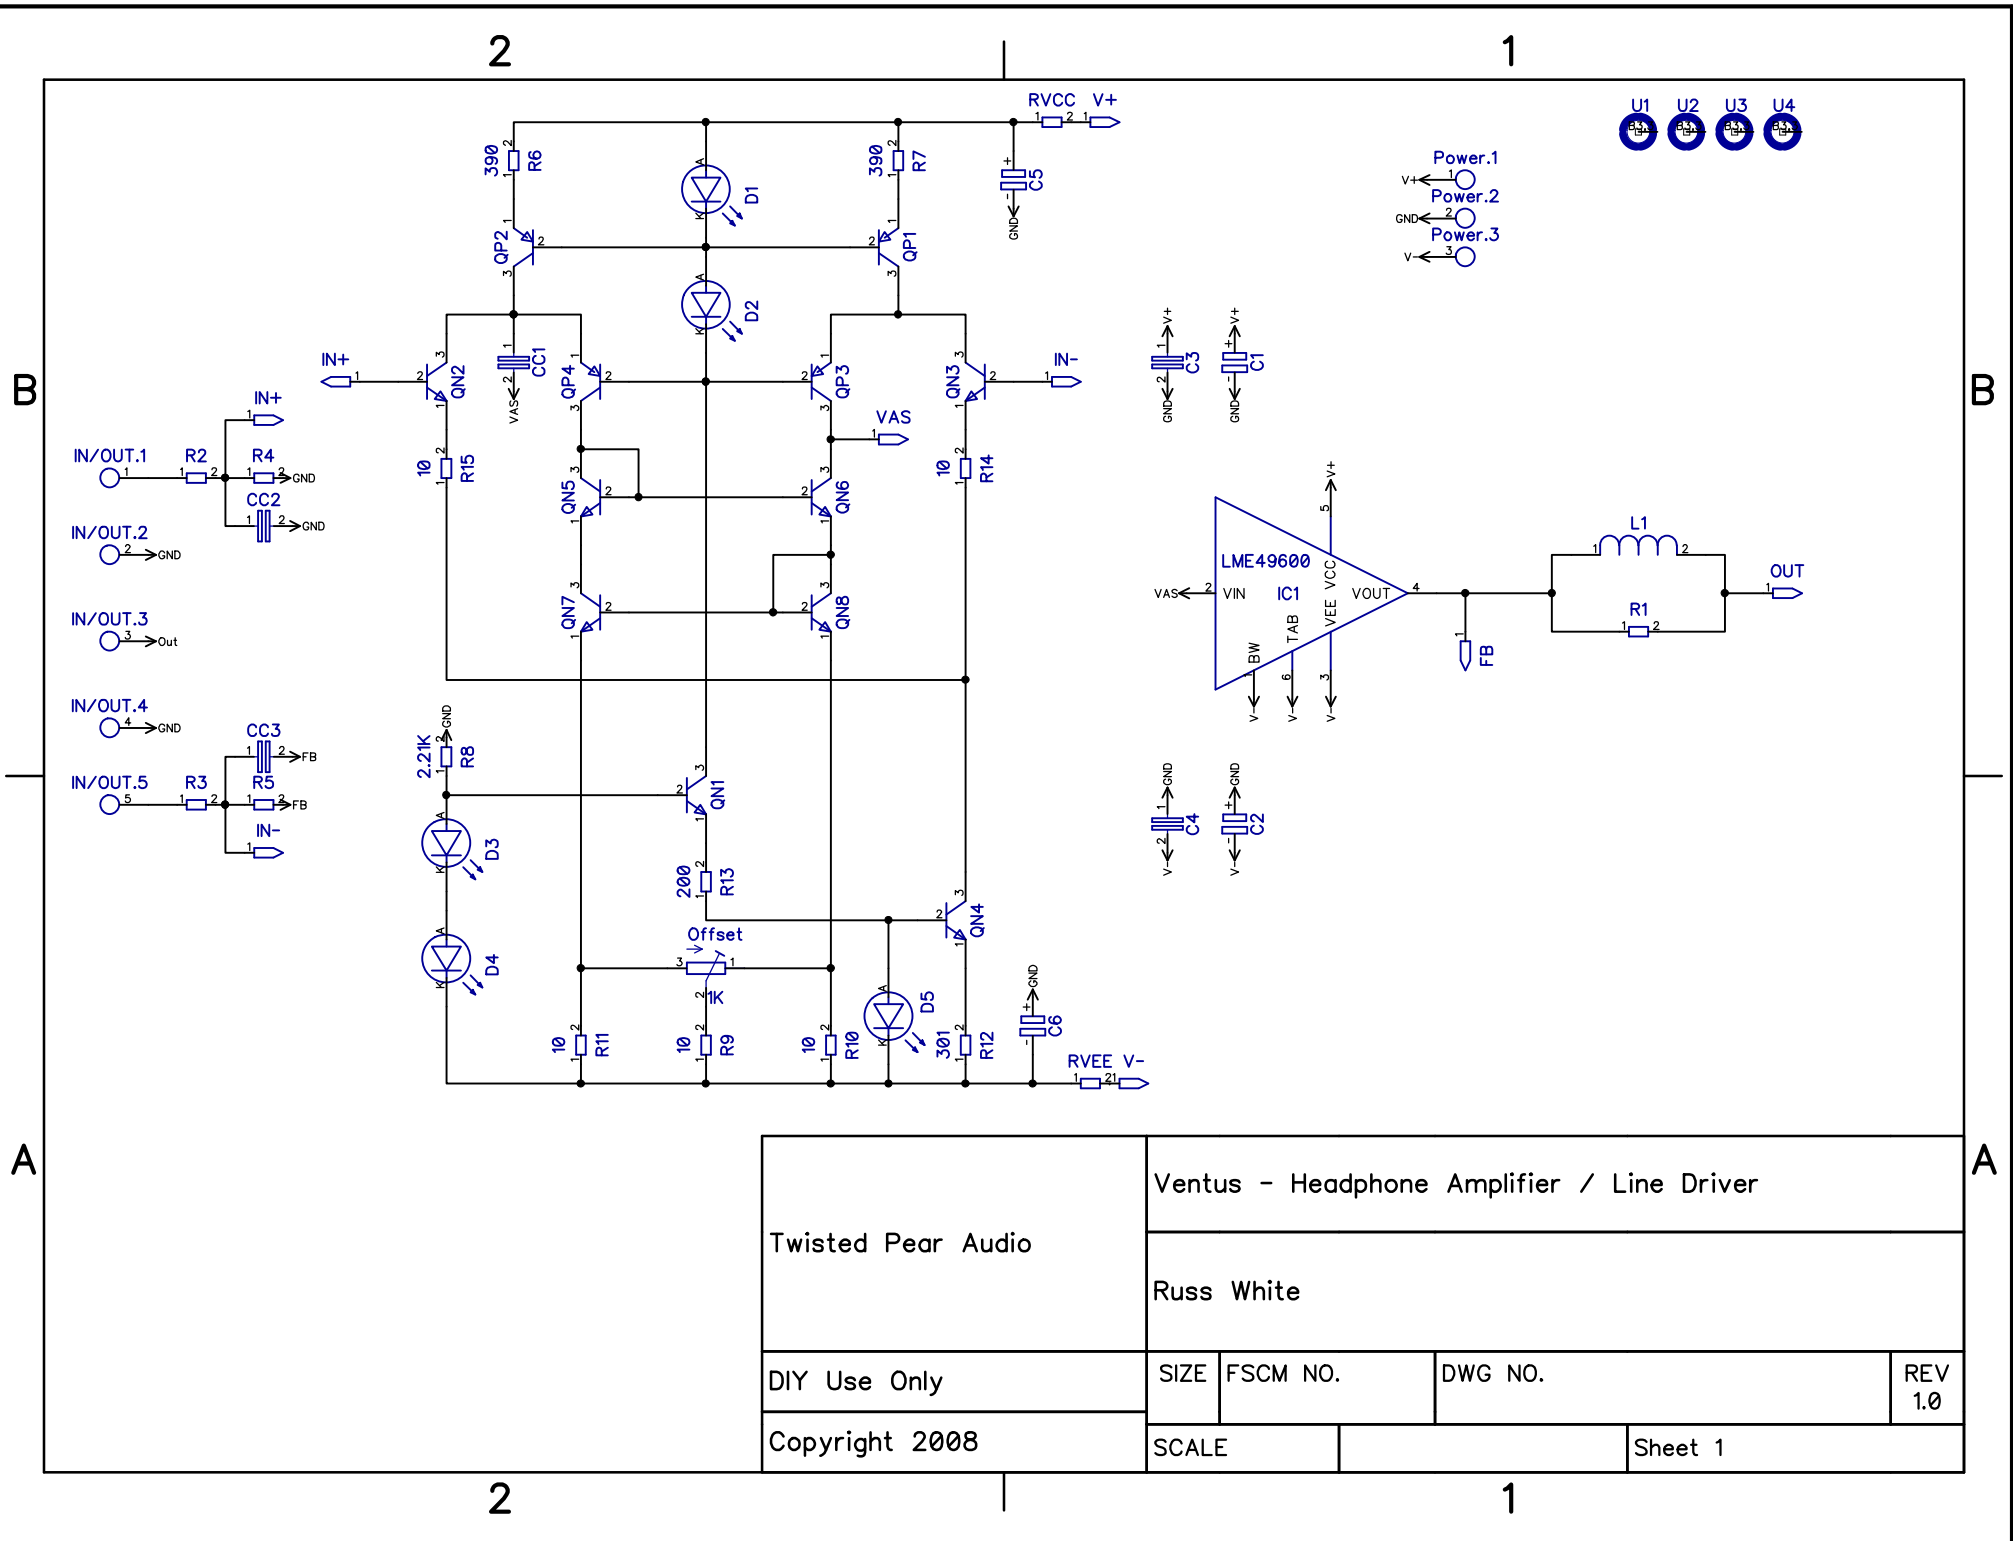 2
1
RVCC V+
U1 U2 U3 U4
390
R6
390
R7
D1
C5
GND
Power.1
V+
Power.2
GND
Power.3
V-
QP2
QP1
D2
IN+
QN2
CC1
VAS
QP4
QP3
QN3
IN-
V+
C3
GND
V+
C1
GND
B
B
IN+
VAS
IN/OUT.1
R2
R4
GND
CC2
GND
10
R15
QN5
QN6
10
R14
IN/OUT.2
GND
V+
LME49600
VCC
VAS
VIN
IC1
VOUT
VEE
TAB
BW
V-
V-
V-
FB
L1
R1
OUT
QN7
QN8
IN/OUT.3
Out
IN/OUT.4
GND
CC3
FB
IN/OUT.5
R3
R5
FB
IN-
GND
2.21K
R8
QN1
D3
200
R13
QN4
GND
C4
V-
GND
C2
V-
D4
Offset
1K
D5
GND
C6
10
R11
10
R9
10
R10
301
R12
RVEE V-
A
A
Ventus - Headphone Amplifier / Line Driver
Twisted Pear Audio
Russ White
DIY Use Only
SIZE
FSCM NO.
DWG NO.
REV
1.0
Copyright 2008
SCALE
Sheet 1
2
1